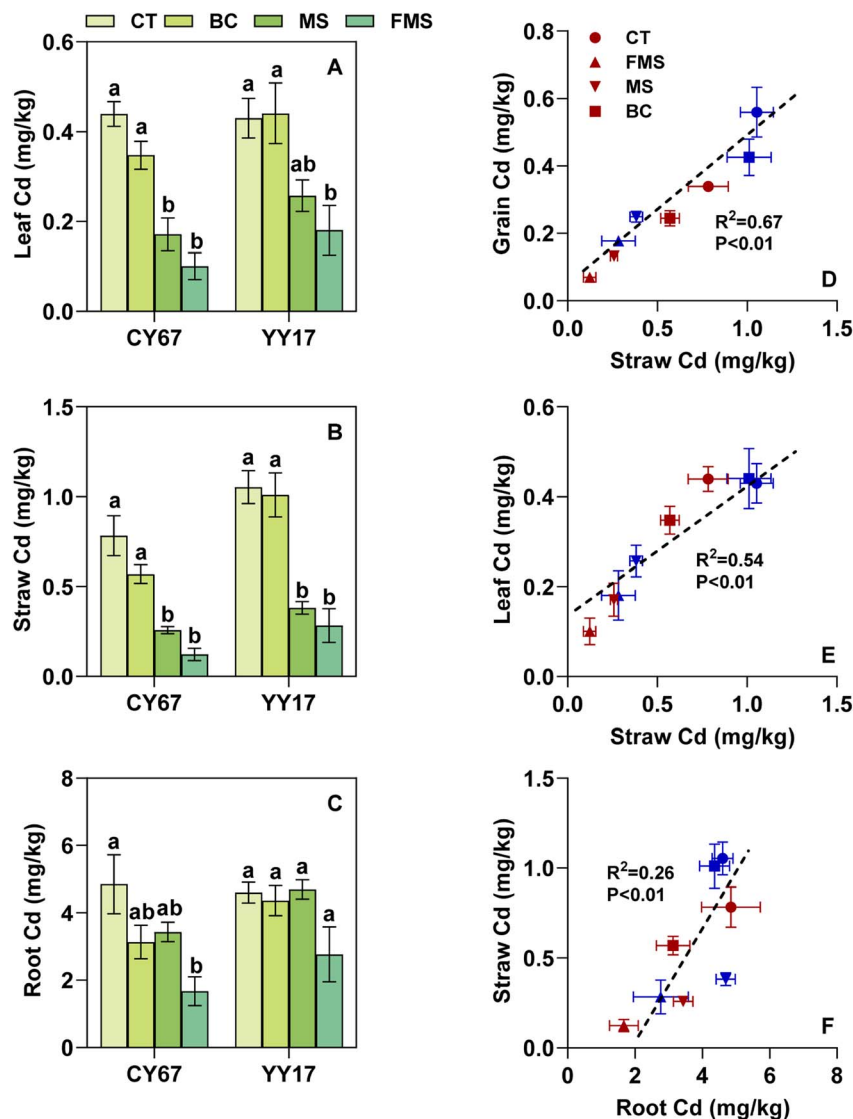 CT BC MS FMS
A
Leaf Cd (mg/kg)
0.6
0.4
0.2
0.0
a a b b a a ab b
CY67 YY17
B
Straw Cd (mg/kg)
1.5
1.0
0.5
0.0
a a b b a a b b
CY67 YY17
C
Root Cd (mg/kg)
8
6
4
2
0
a ab ab b a a a a
CY67 YY17
CT
FMS
MS
BC
Grain Cd (mg/kg)
0.8
0.6
0.4
0.2
0.0
R²=0.67
P<0.01
D
0.0 0.5 1.0 1.5
Straw Cd (mg/kg)
Leaf Cd (mg/kg)
0.6
0.4
0.2
0.0
R²=0.54
P<0.01
E
0.0 0.5 1.0 1.5
Straw Cd (mg/kg)
Straw Cd (mg/kg)
1.5
1.0
0.5
0.0
R²=0.26
P<0.01
F
0 2 4 6 8
Root Cd (mg/kg)